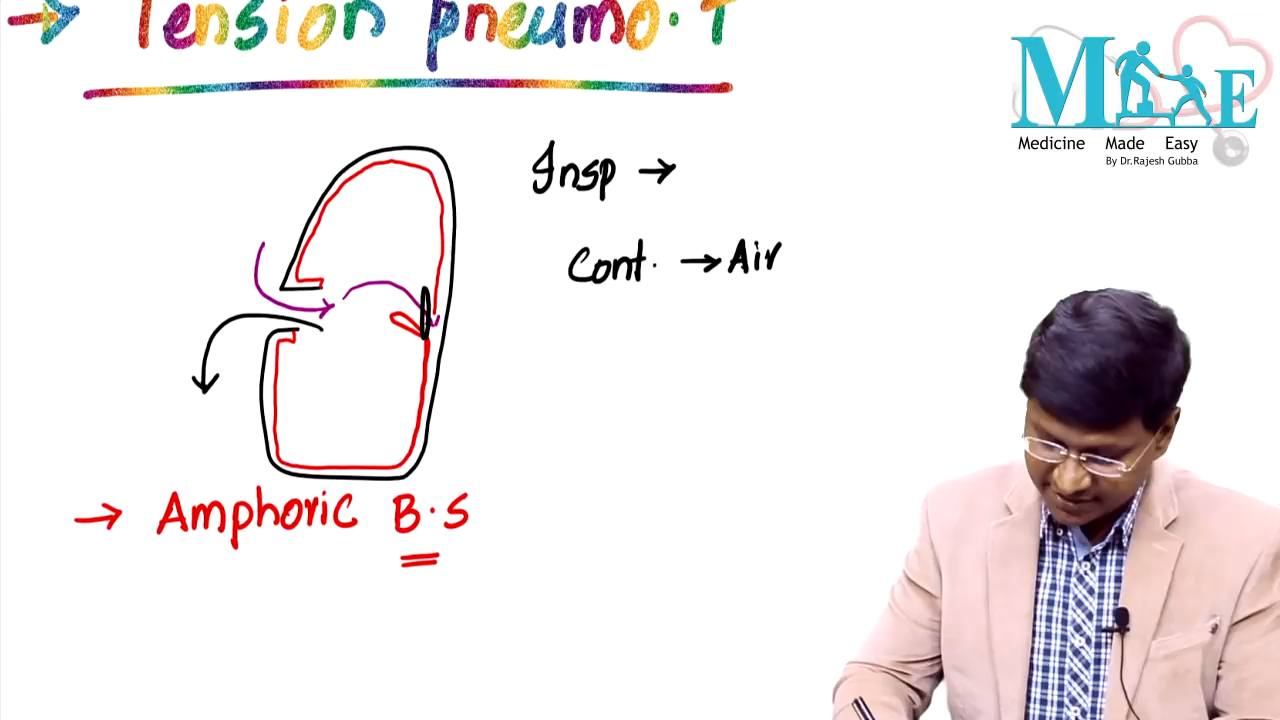 → Tension pneumo.T
M E
Medicine Made Easy
By Dr.Rajesh Gubba
Insp →
Cont. → Air
→ Amphoric B.S